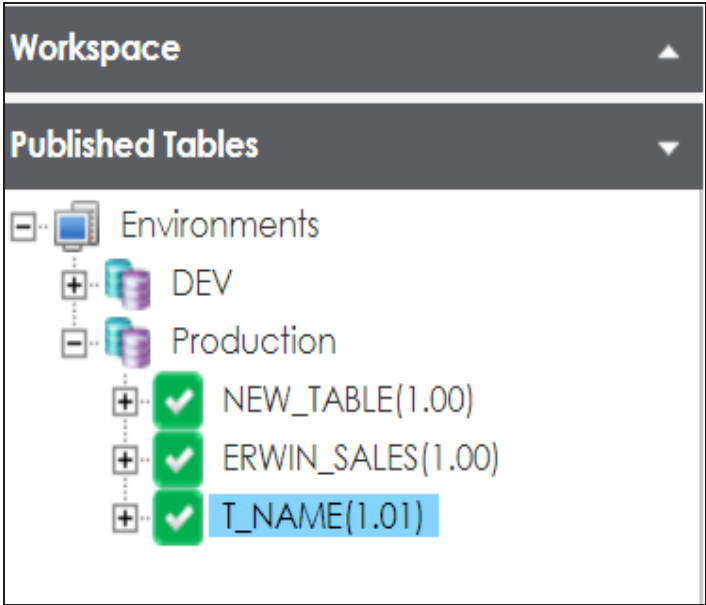 Workspace
Published Tables
Environments
DEV
Production
NEW_TABLE(1.00)
ERWIN_SALES(1.00)
T_NAME(1.01)